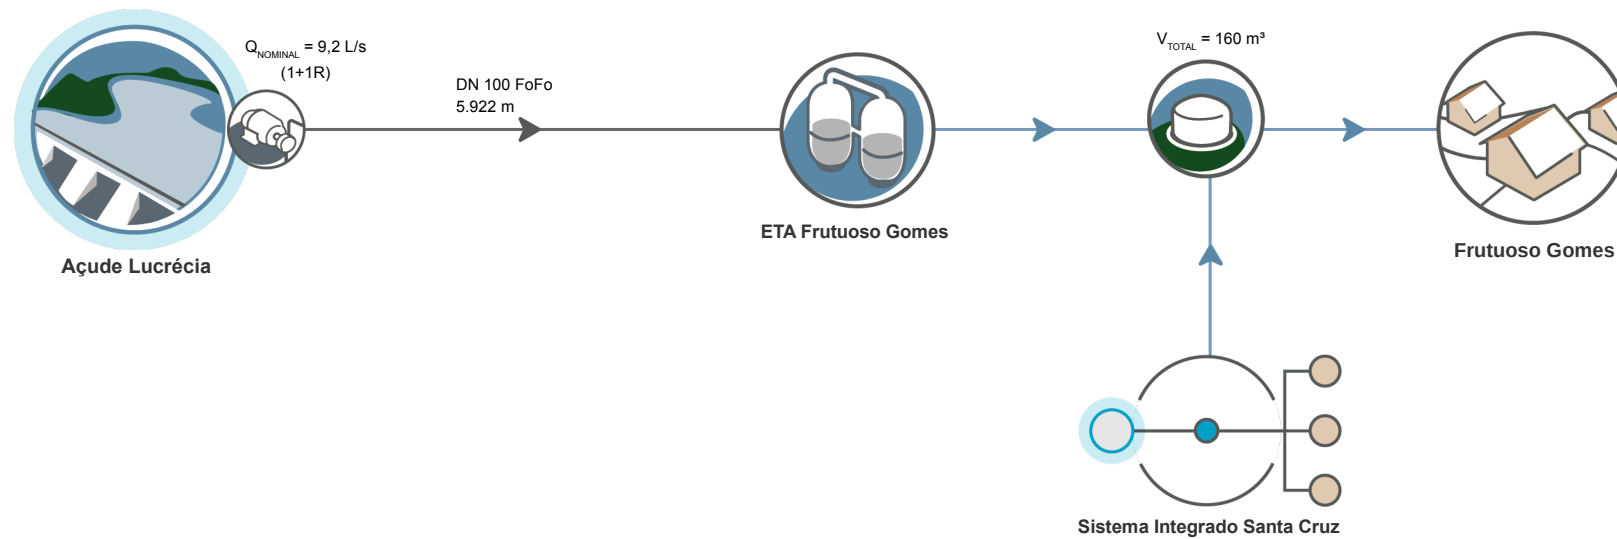 Q_NOMINAL = 9,2 L/s
(1+1R)
DN 100 FoFo
5.922 m
V_TOTAL = 160 m³
Açude Lucrécia
ETA Frutuoso Gomes
Frutuoso Gomes
Sistema Integrado Santa Cruz